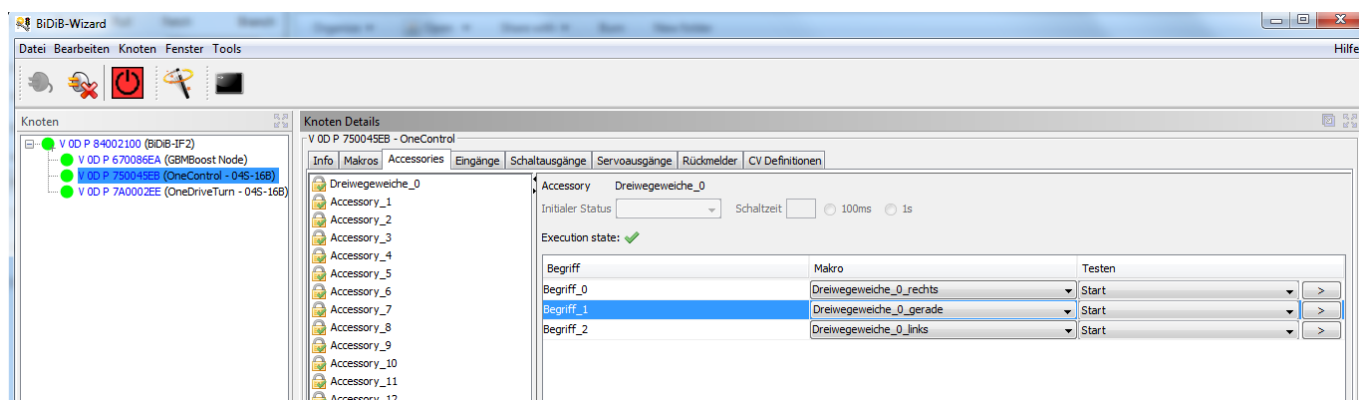 BiDiB-Wizard
Datei Bearbeiten Knoten Fenster Tools Hilfe
Knoten
V 0D P 84002100 (BiDiB-IF2)
V 0D P 670086EA (GBMBoost Node)
V 0D P 750045EB (OneControl - 04S-16B)
V 0D P 7A0002EE (OneDriveTurn - 04S-16B)
Knoten Details
V 0D P 750045EB - OneControl
Info Makros Accessories Eingänge Schaltausgänge Servoausgänge Rückmelder CV Definitionen
Dreiwegeweiche_0
Accessory_1
Accessory_2
Accessory_3
Accessory_4
Accessory_5
Accessory_6
Accessory_7
Accessory_8
Accessory_9
Accessory_10
Accessory_11
Accessory_12
Accessory Dreiwegeweiche_0
Initialer Status Schaltzeit 100ms 1s
Execution state:
Begriff Makro Testen
Begriff_0 Dreiwegeweiche_0_rechts Start >
Begriff_1 Dreiwegeweiche_0_gerade Start >
Begriff_2 Dreiwegeweiche_0_links Start >